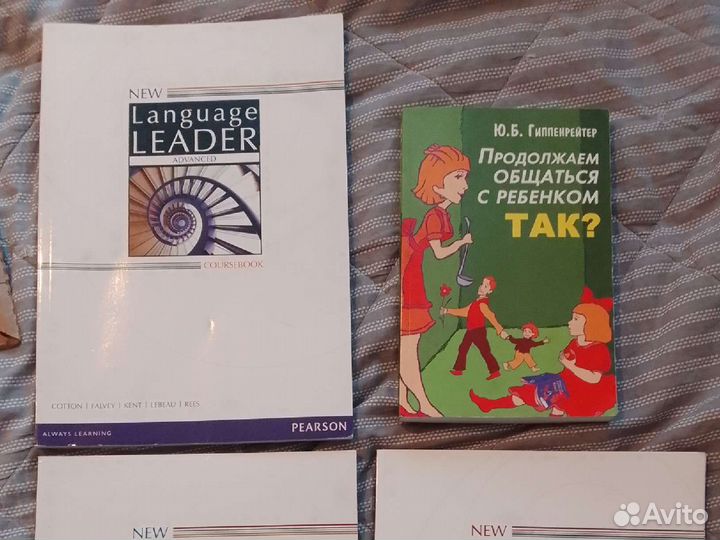 NEW
Language
LEADER
ADVANCED
COURSEBOOK
COTTON | FALVEY | KENT | LEBEAU | REES
ALWAYS LEARNING
PEARSON
Ю.Б. Гиппенрейтер
Продолжаем
общаться
с ребенком
ТАК?
NEW
NEW
Avito